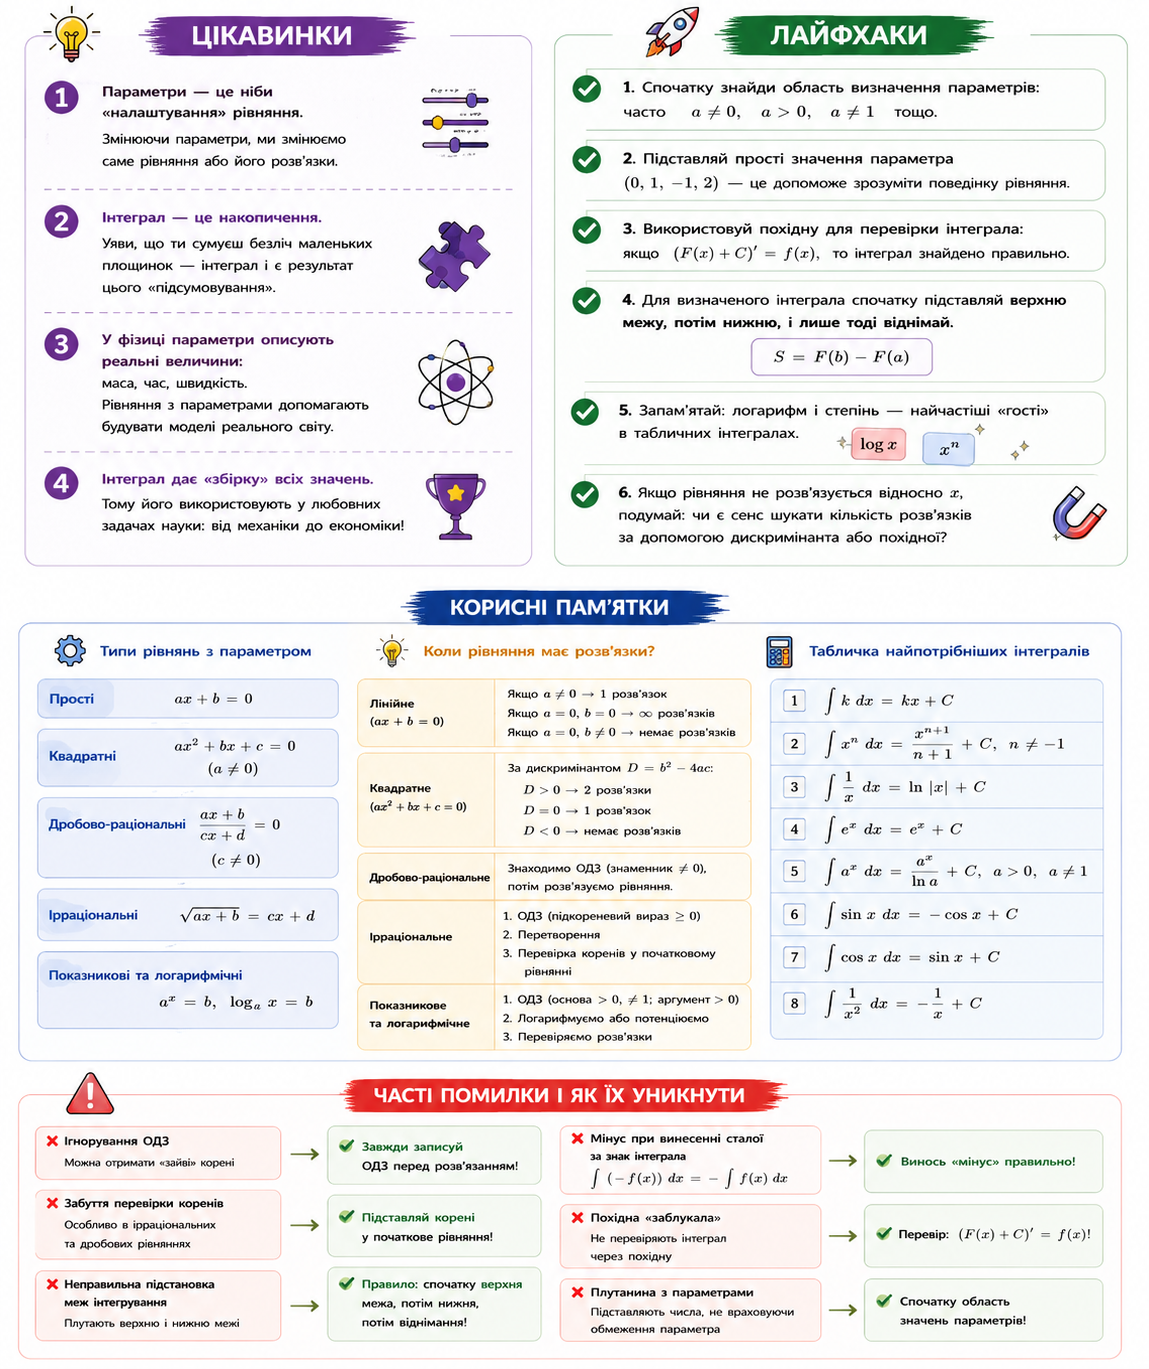 ЦІКАВИНКИ
1
Параметри — це ніби
«налаштування» рівняння.
Змінюючи параметри, ми змінюємо
саме рівняння або його розв'язки.
2
Інтеграл — це накопичення.
Уяви, що ти сумуєш безліч маленьких
площинок — інтеграл і є результат
цього «підсумовування».
3
У фізиці параметри описують
реальні величини:
маса, час, швидкість.
Рівняння з параметрами допомагають
будувати моделі реального світу.
4
Інтеграл дає «збірку» всіх значень.
Тому його використовують у любовних
задачах науки: від механіки до економіки!
ЛАЙФХАКИ
1. Спочатку знайди область визначення параметрів:
часто a ≠ 0, a > 0, a ≠ 1 тощо.
2. Підставляй прості значення параметра
(0, 1, −1, 2) — це допоможе зрозуміти поведінку рівняння.
3. Використовуй похідну для перевірки інтеграла:
якщо (F(x) + C)′ = f(x), то інтеграл знайдено правильно.
4. Для визначеного інтеграла спочатку підставляй верхню
межу, потім нижню, і лише тоді віднімай.
S = F(b) − F(a)
5. Запам'ятай: логарифм і степінь — найчастіші «гості»
в табличних інтегралах.
log x
xⁿ
6. Якщо рівняння не розв'язується відносно x,
подумай: чи є сенс шукати кількість розв'язків
за допомогою дискримінанта або похідної?
КОРИСНІ ПАМ'ЯТКИ
Типи рівнянь з параметром
Прості ax + b = 0
Квадратні ax² + bx + c = 0
(a ≠ 0)
Дробово-раціональні (ax + b)/(cx + d) = 0
(c ≠ 0)
Ірраціональні √(ax + b) = cx + d
Показникові та логарифмічні
aˣ = b, logₐ x = b
Коли рівняння має розв'язки?
Лінійне
(ax + b = 0)
Якщо a ≠ 0 → 1 розв'язок
Якщо a = 0, b = 0 → ∞ розв'язків
Якщо a = 0, b ≠ 0 → немає розв'язків
Квадратне
(ax² + bx + c = 0)
За дискримінантом D = b² − 4ac:
D > 0 → 2 розв'язки
D = 0 → 1 розв'язок
D < 0 → немає розв'язків
Дробово-раціональне
Знаходимо ОДЗ (знаменник ≠ 0),
потім розв'язуємо рівняння.
Ірраціональне
1. ОДЗ (підкореневий вираз ≥ 0)
2. Перетворення
3. Перевірка коренів у початковому
рівнянні
Показникове
та логарифмічне
1. ОДЗ (основа > 0, ≠ 1; аргумент > 0)
2. Логарифмуємо або потенціюємо
3. Перевіряємо розв'язки
Табличка найпотрібніших інтегралів
1 ∫ k dx = kx + C
2 ∫ xⁿ dx = xⁿ⁺¹/(n + 1) + C, n ≠ −1
3 ∫ 1/x dx = ln |x| + C
4 ∫ eˣ dx = eˣ + C
5 ∫ aˣ dx = aˣ/ln a + C, a > 0, a ≠ 1
6 ∫ sin x dx = − cos x + C
7 ∫ cos x dx = sin x + C
8 ∫ 1/x² dx = −1/x + C
ЧАСТІ ПОМИЛКИ І ЯК ЇХ УНИКНУТИ
Ігнорування ОДЗ
Можна отримати «зайві» корені
Завжди записуй
ОДЗ перед розв'язанням!
Забуття перевірки коренів
Особливо в ірраціональних
та дробових рівняннях
Підставляй корені
у початкове рівняння!
Неправильна підстановка
меж інтегрування
Плутають верхню і нижню межі
Правило: спочатку верхня
межа, потім нижня,
потім віднімання!
Мінус при винесенні сталої
за знак інтеграла
∫ (−f(x)) dx = − ∫ f(x) dx
Винось «мінус» правильно!
Похідна «заблукала»
Не перевіряють інтеграл
через похідну
Перевір: (F(x) + C)′ = f(x)!
Плутанина з параметрами
Підставляють числа, не враховуючи
обмеження параметра
Спочатку область
значень параметрів!